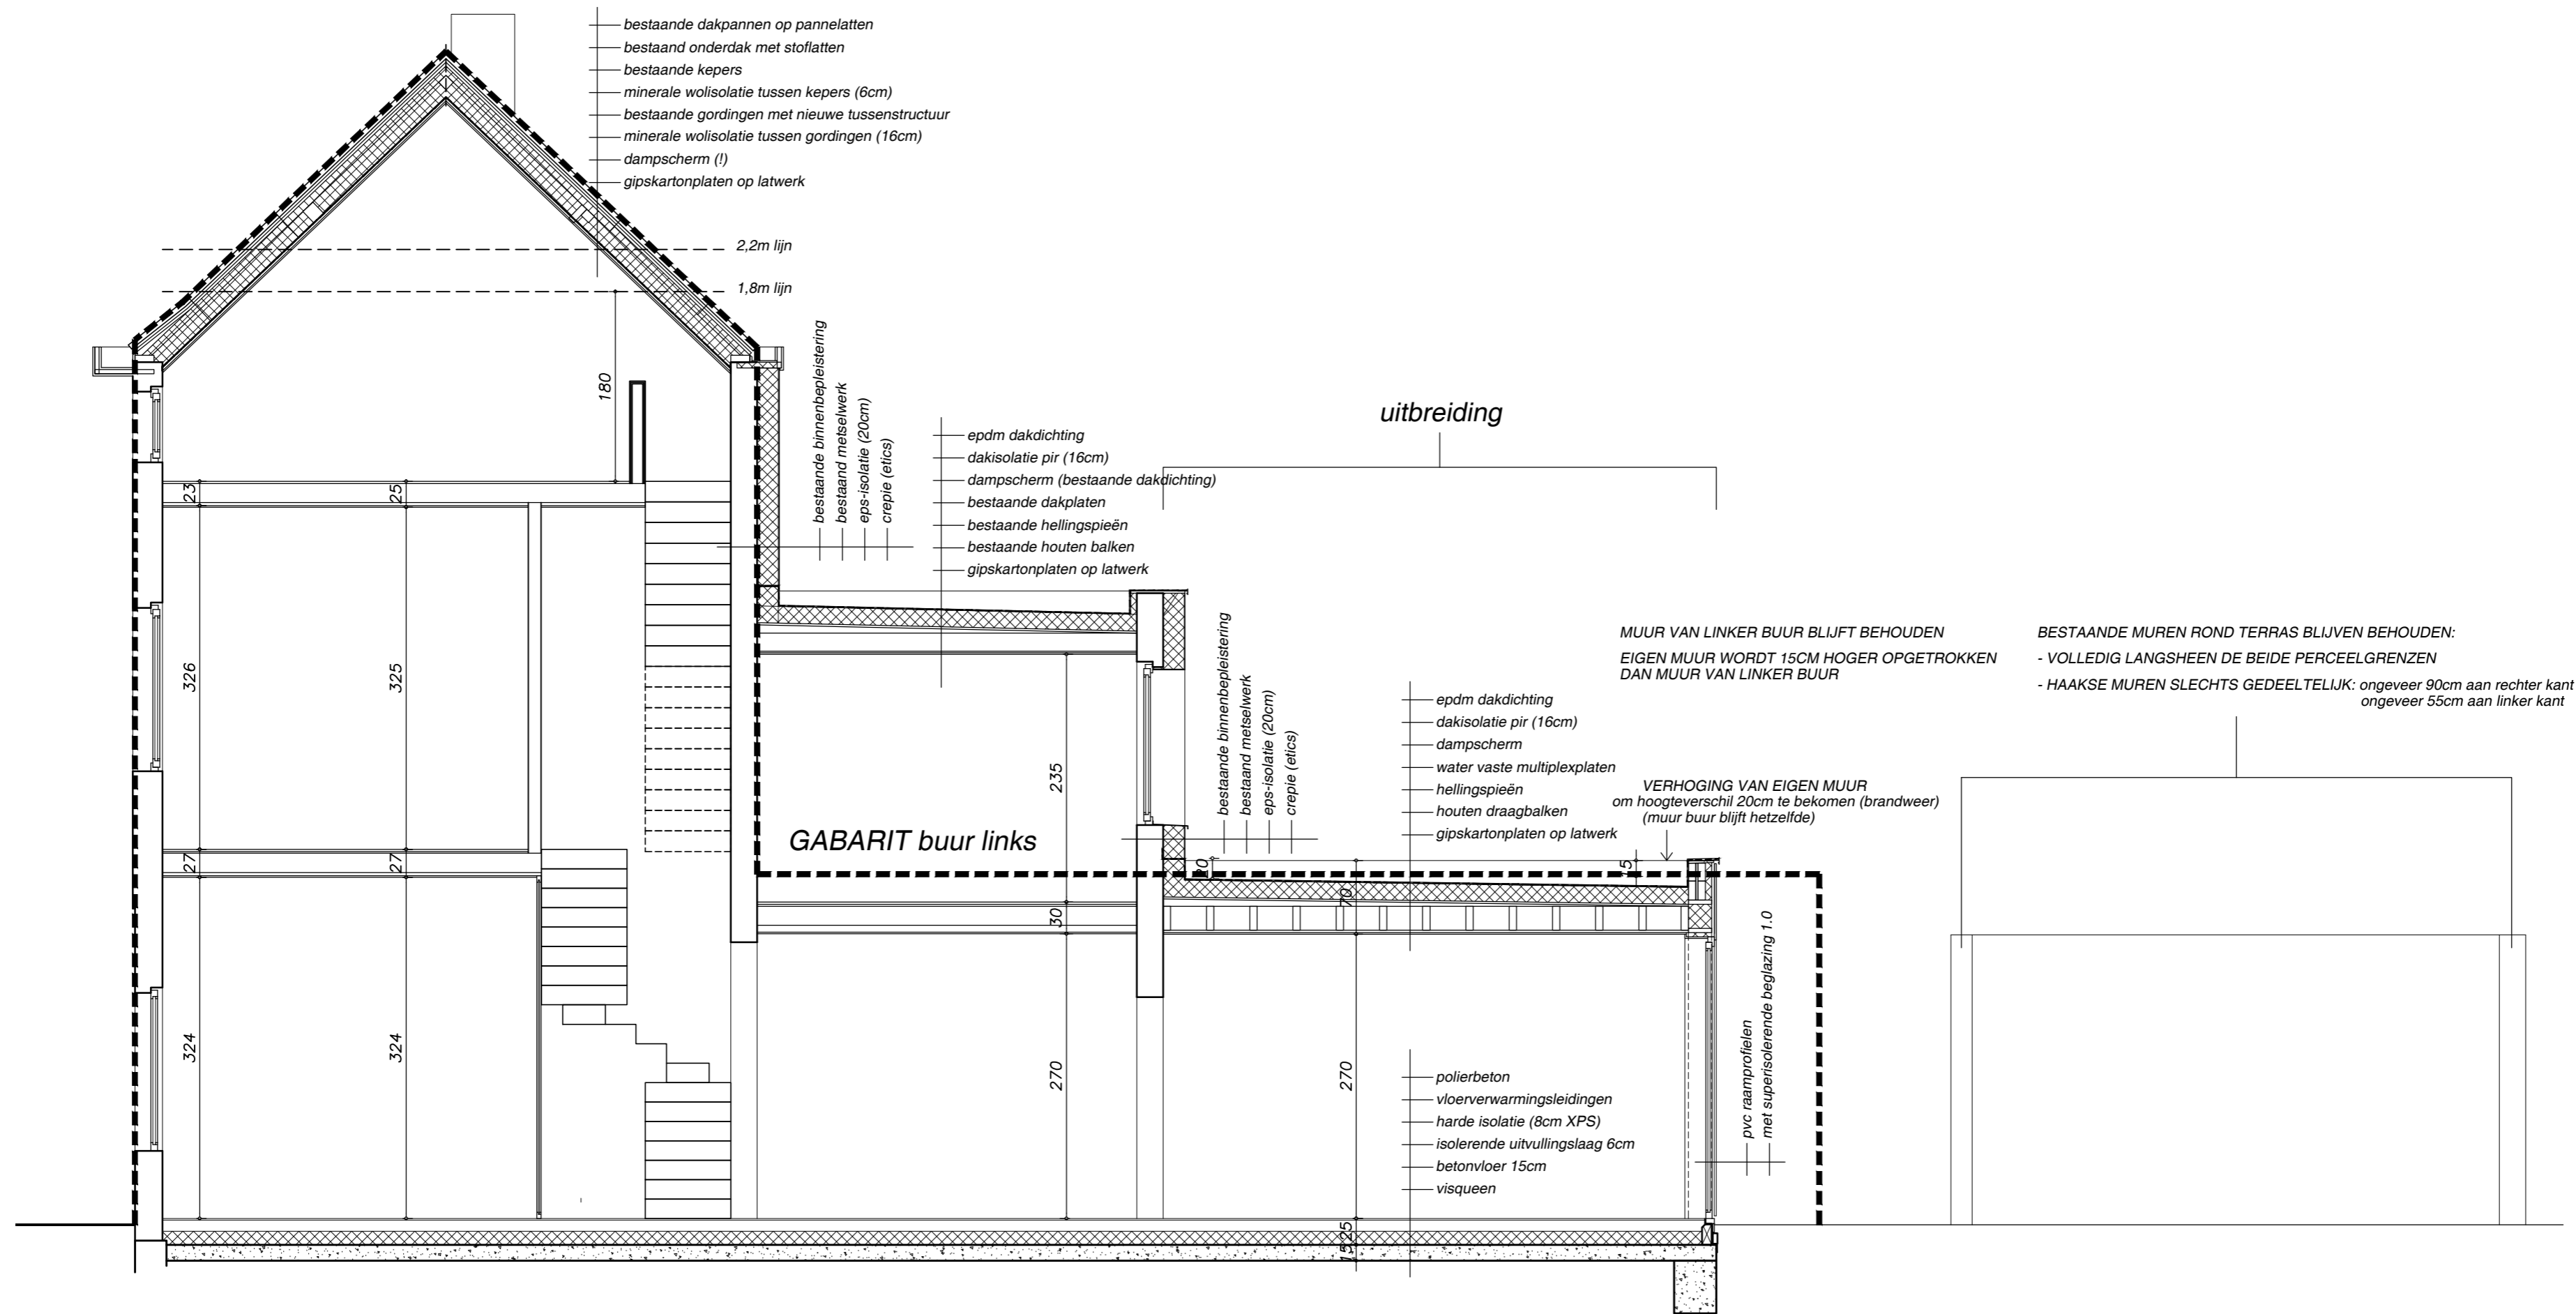 bestaande dakpannen op pannelatten
bestaand onderdak met stoflatten
bestaande kepers
minerale wolisolatie tussen kepers (6cm)
bestaande gordingen met nieuwe tussenstructuur
minerale wolisolatie tussen gordingen (16cm)
dampscherm (!)
gipskartonplaten op latwerk
2,2m lijn
1,8m lijn
180
bestaande binnenbepleistering
bestaand metselwerk
eps-isolatie (20cm)
crepie (etics)
epdm dakdichting
dakisolatie pir (16cm)
dampscherm (bestaande dakdichting)
bestaande dakplaten
bestaande hellingspieën
bestaande houten balken
gipskartonplaten op latwerk
uitbreiding
23
25
326
325
235
27
27
324
324
GABARIT buur links
bestaande binnenbepleistering
bestaand metselwerk
eps-isolatie (20cm)
crepie (etics)
MUUR VAN LINKER BUUR BLIJFT BEHOUDEN
EIGEN MUUR WORDT 15CM HOGER OPGETROKKEN
DAN MUUR VAN LINKER BUUR
BESTAANDE MUREN ROND TERRAS BLIJVEN BEHOUDEN:
- VOLLEDIG LANGSHEEN DE BEIDE PERCEELGRENZEN
- HAAKSE MUREN SLECHTS GEDEELTELIJK: ongeveer 90cm aan rechter kant
ongeveer 55cm aan linker kant
epdm dakdichting
dakisolatie pir (16cm)
dampscherm
water vaste multiplexplaten
hellingspieën
houten draagbalken
gipskartonplaten op latwerk
VERHOGING VAN EIGEN MUUR
om hoogteverschil 20cm te bekomen (brandweer)
(muur buur blijft hetzelfde)
20
15
70
30
270
270
polierbeton
vloerverwarmingsleidingen
harde isolatie (8cm XPS)
isolerende uitvullingslaag 6cm
betonvloer 15cm
visqueen
pvc raamprofielen
met superisolerende beglazing 1.0
25
15